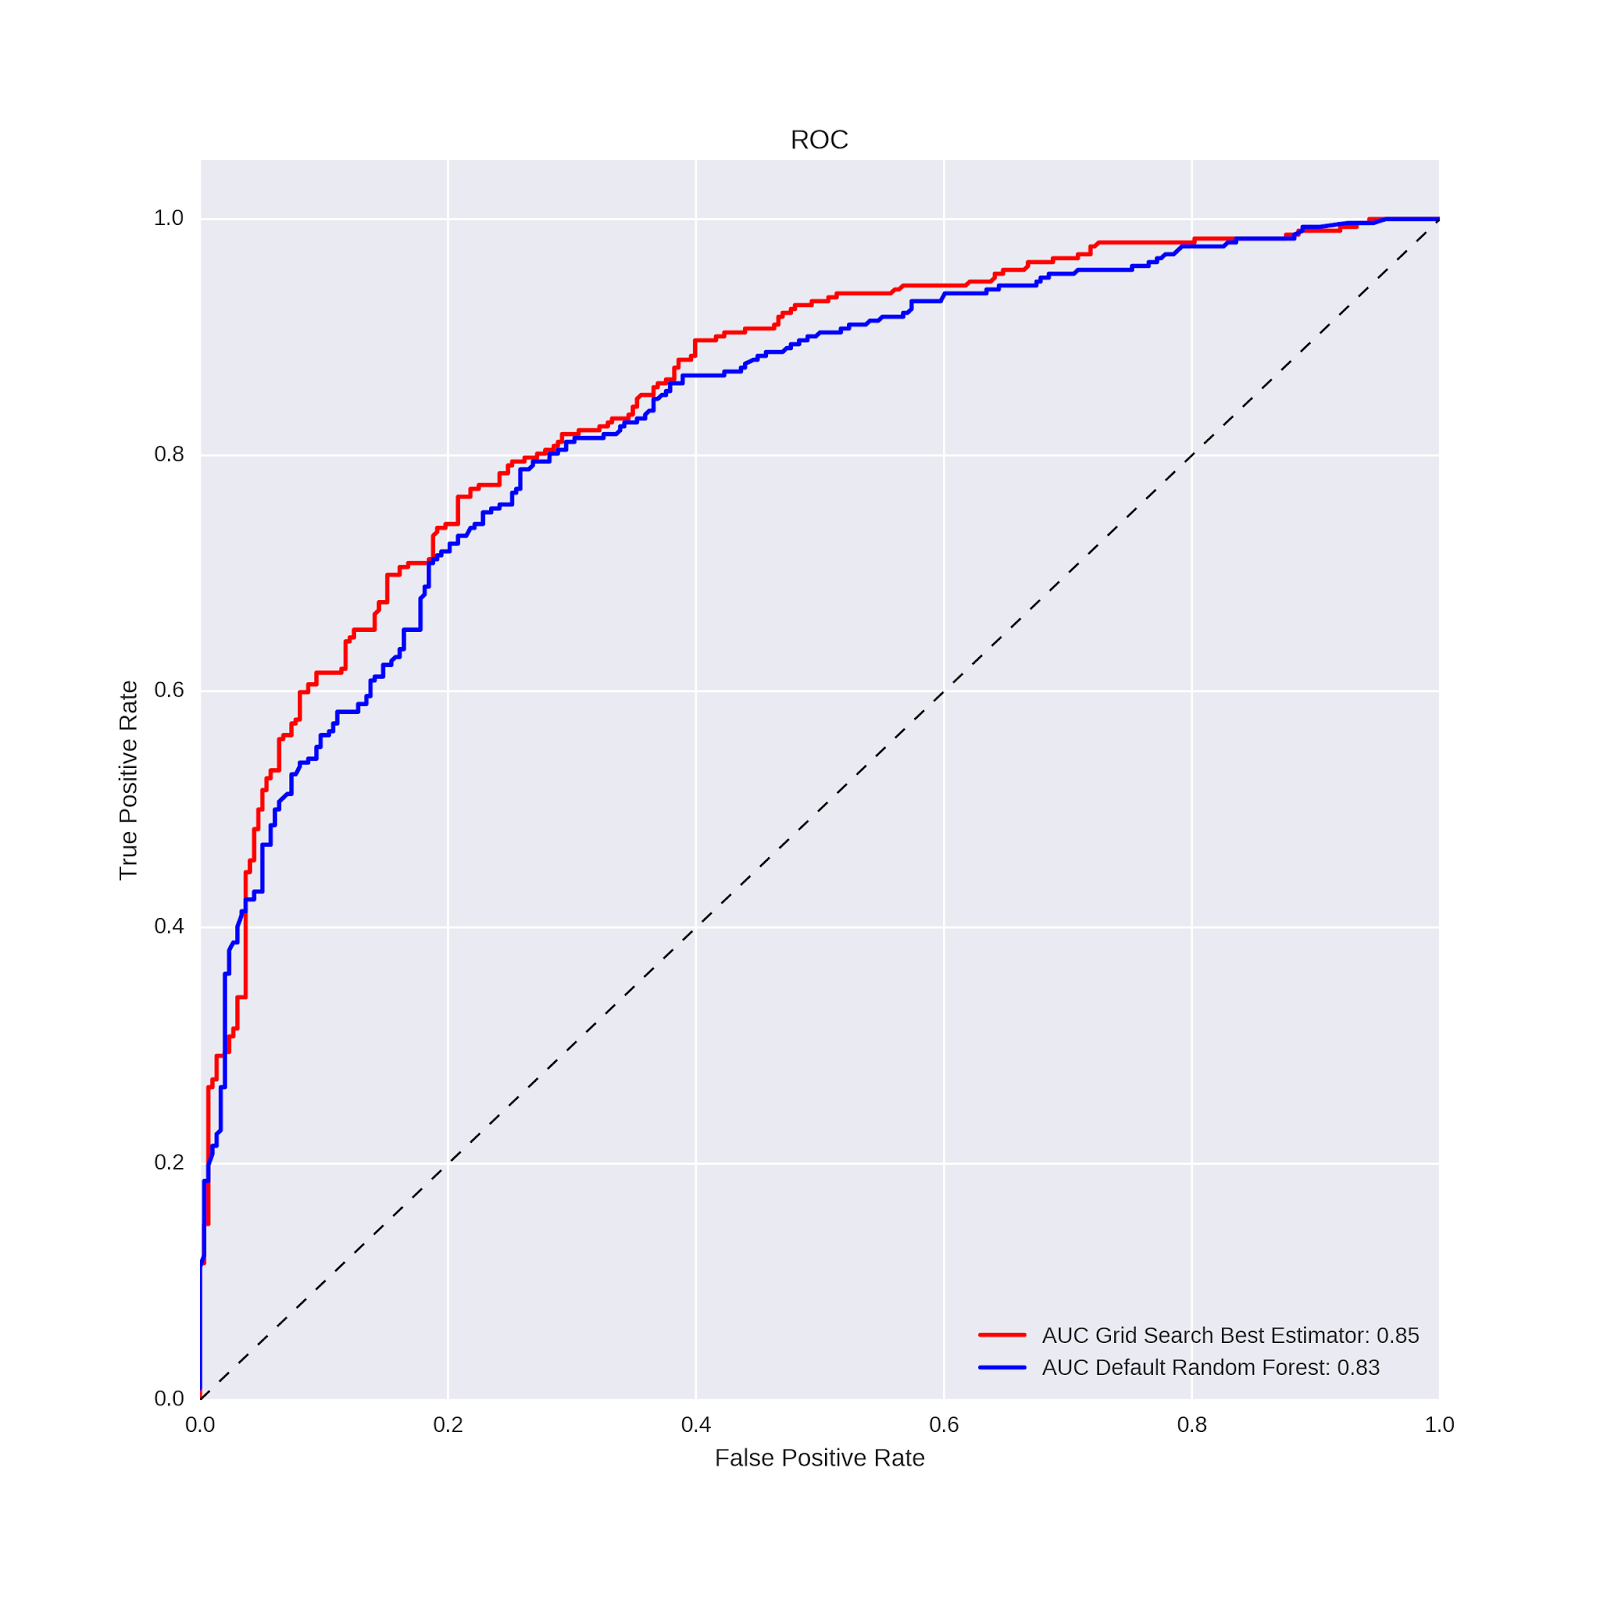 ROC
1.0
0.8
0.6
0.4
0.2
0.0
True Positive Rate
0.0 0.2 0.4 0.6 0.8 1.0
False Positive Rate
AUC Grid Search Best Estimator: 0.85
AUC Default Random Forest: 0.83